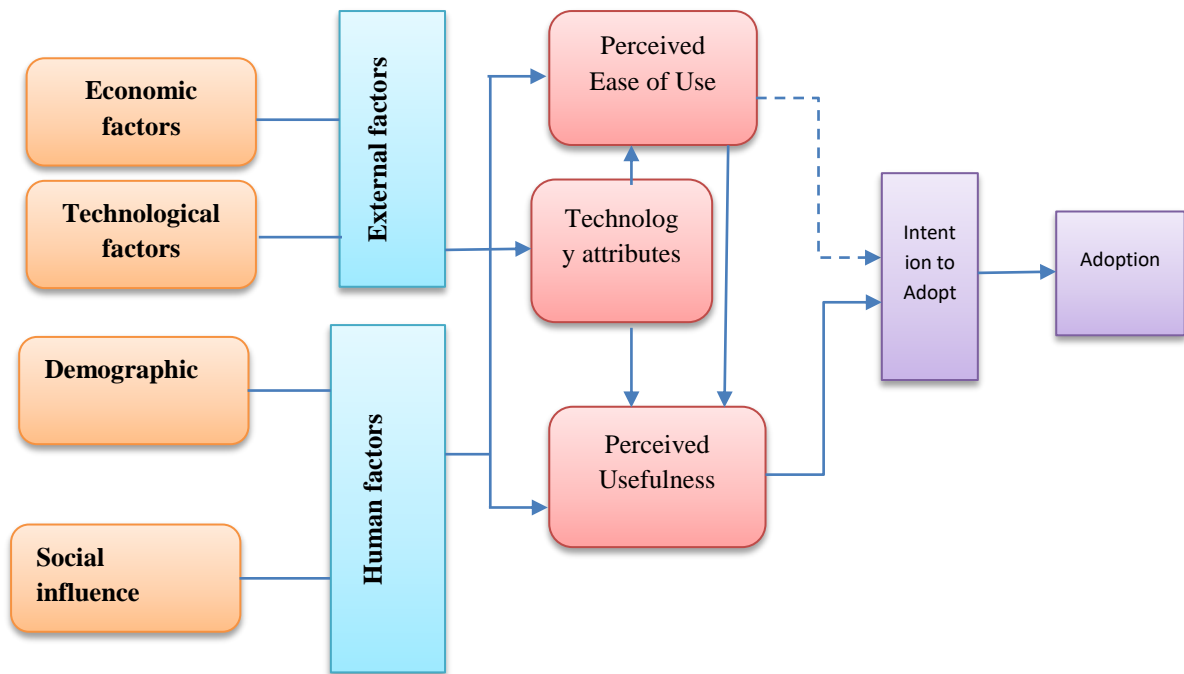 Economic
factors
Technological
factors
External factors
Demographic
Social
influence
Human factors
Perceived
Ease of Use
Technolog
y attributes
Perceived
Usefulness
Intent
ion to
Adopt
Adoption